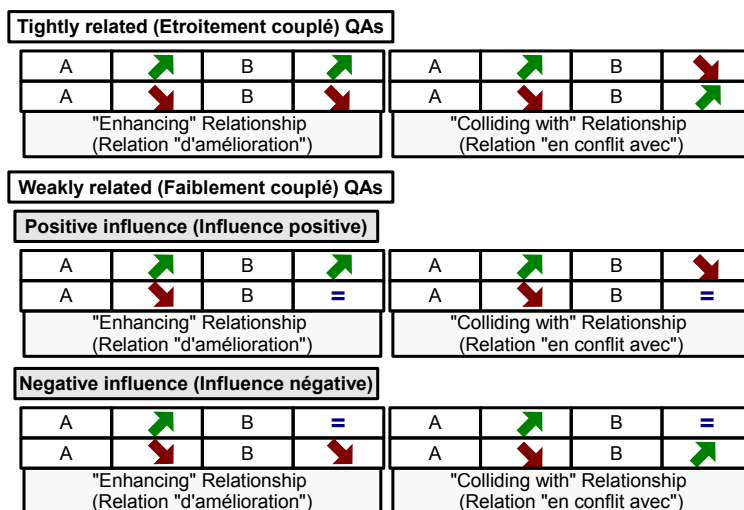 Tightly related (Etroitement couplé) QAs
A B A B
A B A B
"Enhancing" Relationship "Colliding with" Relationship
(Relation "d'amélioration") (Relation "en conflit avec")
Weakly related (Faiblement couplé) QAs
Positive influence (Influence positive)
A B A B
A B = A B =
"Enhancing" Relationship "Colliding with" Relationship
(Relation "d'amélioration") (Relation "en conflit avec")
Negative influence (Influence négative)
A B = A B =
A B A B
"Enhancing" Relationship "Colliding with" Relationship
(Relation "d'amélioration") (Relation "en conflit avec")